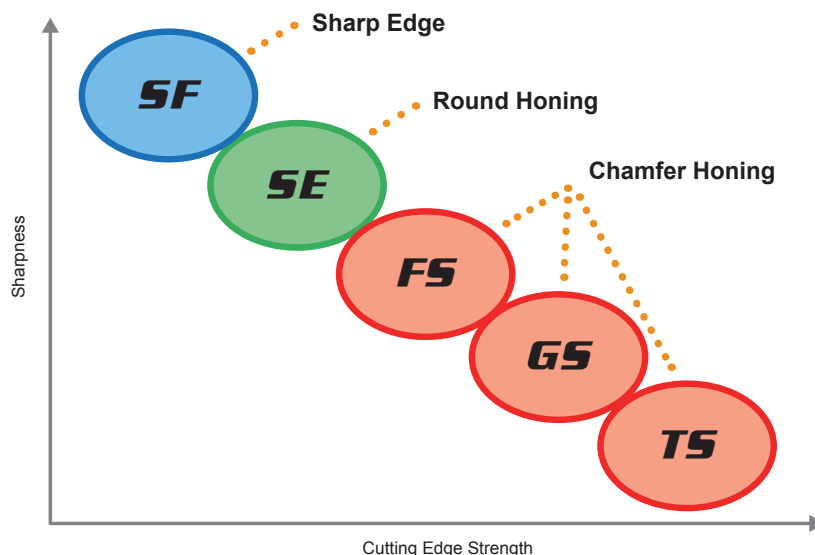 Sharp Edge
SF
Round Honing
SE
Chamfer Honing
FS
GS
TS
Sharpness
Cutting Edge Strength